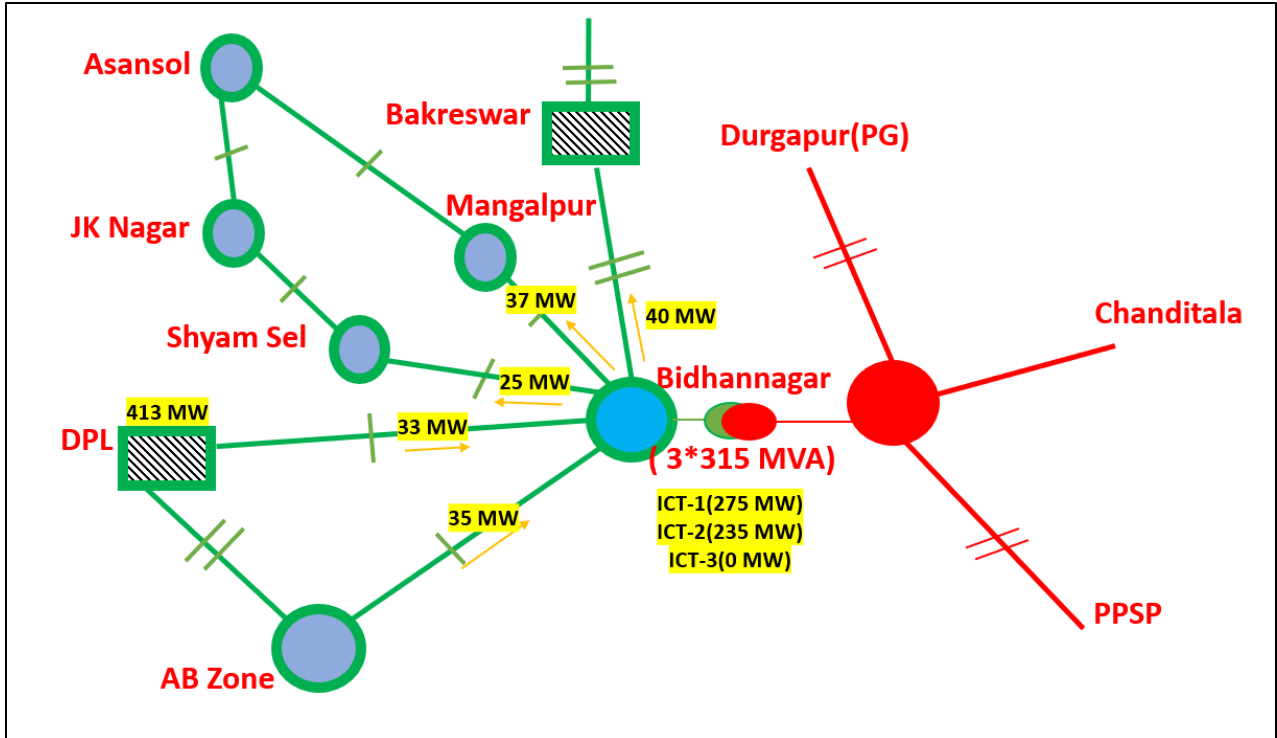 Asansol
Bakreswar
Durgapur(PG)
JK Nagar
Mangalpur
37 MW
40 MW
Chanditala
Shyam Sel
25 MW
Bidhannagar
413 MW
DPL
33 MW
( 3*315 MVA)
ICT-1(275 MW)
ICT-2(235 MW)
ICT-3(0 MW)
35 MW
PPSP
AB Zone